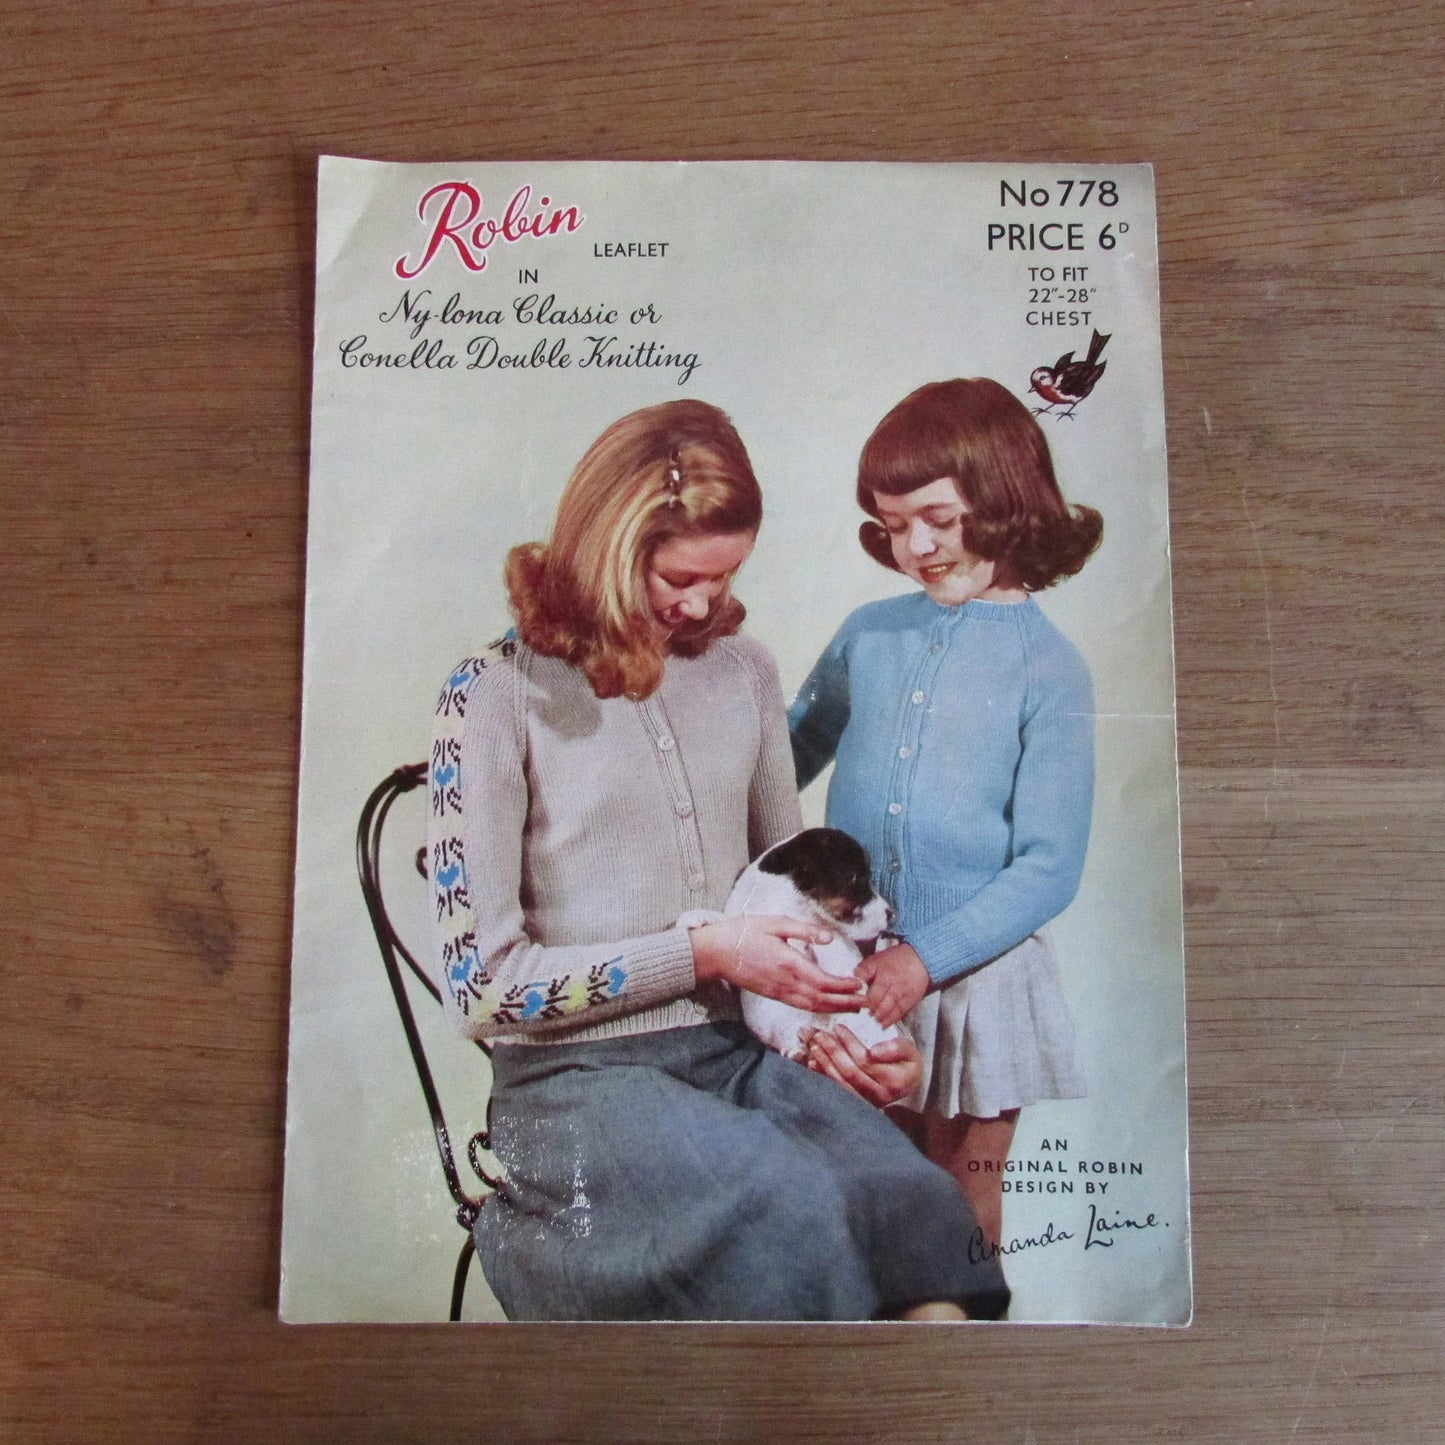 Robin LEAFLET
IN
Ny-lona Classic or
Conella Double Knitting
No 778
PRICE 6D
TO FIT
22"-28"
CHEST
AN
ORIGINAL ROBIN
DESIGN BY
Amanda Laine.